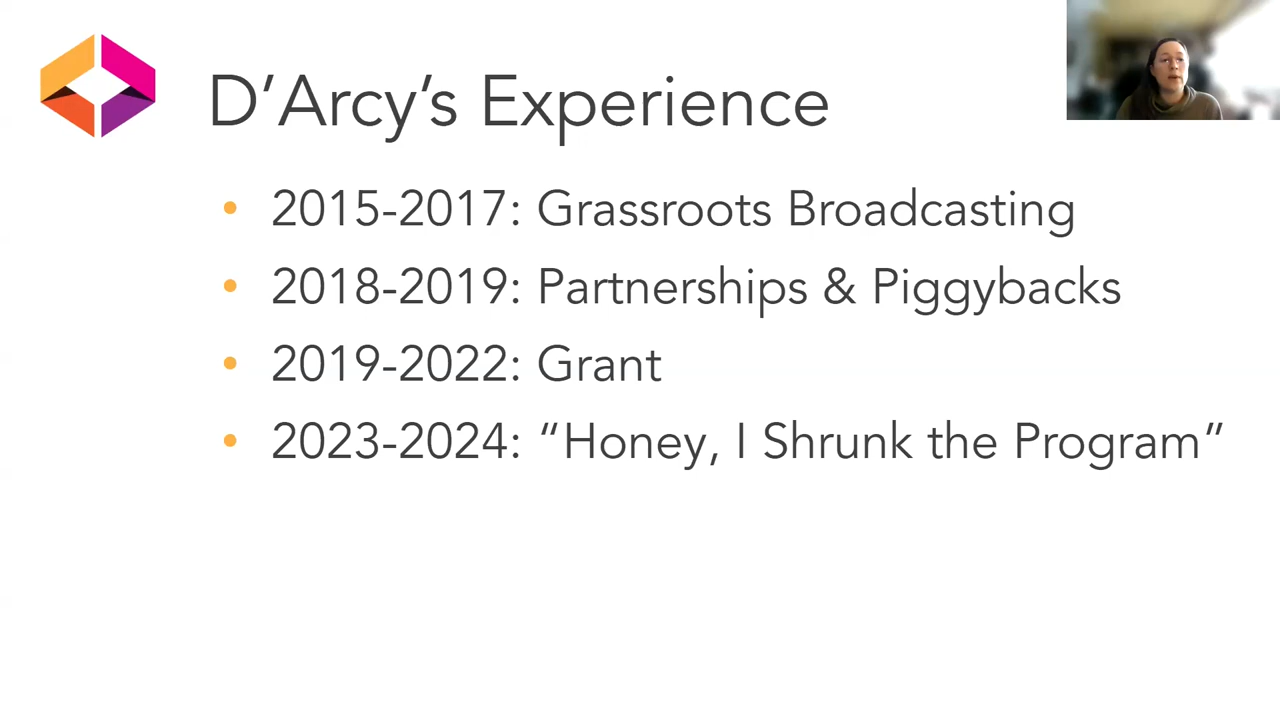 D’Arcy’s Experience
• 2015-2017: Grassroots Broadcasting
• 2018-2019: Partnerships & Piggybacks
• 2019-2022: Grant
• 2023-2024: “Honey, I Shrunk the Program”